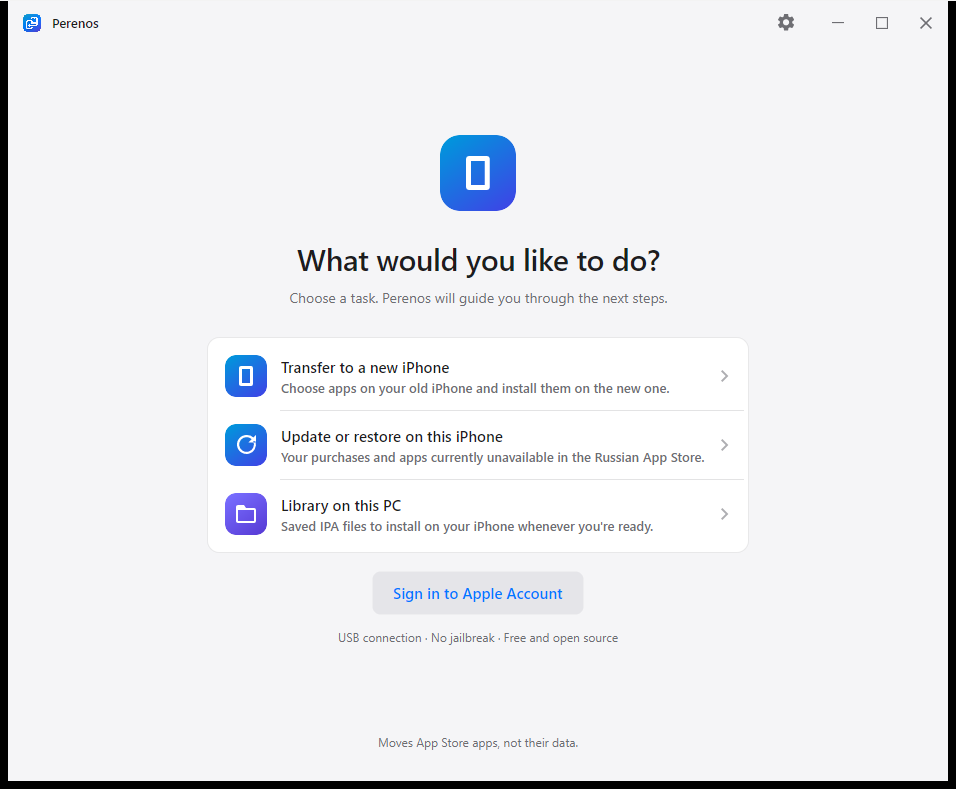 Perenos
What would you like to do?
Choose a task. Perenos will guide you through the next steps.
Transfer to a new iPhone
Choose apps on your old iPhone and install them on the new one.
Update or restore on this iPhone
Your purchases and apps currently unavailable in the Russian App Store.
Library on this PC
Saved IPA files to install on your iPhone whenever you're ready.
Sign in to Apple Account
USB connection · No jailbreak · Free and open source
Moves App Store apps, not their data.